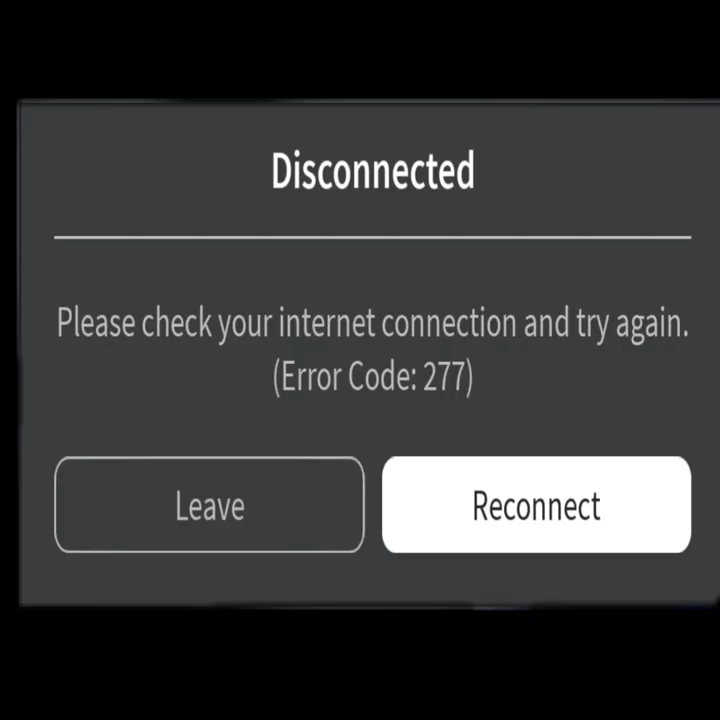 Disconnected
Please check your internet connection and try again.
(Error Code: 277)
Leave
Reconnect